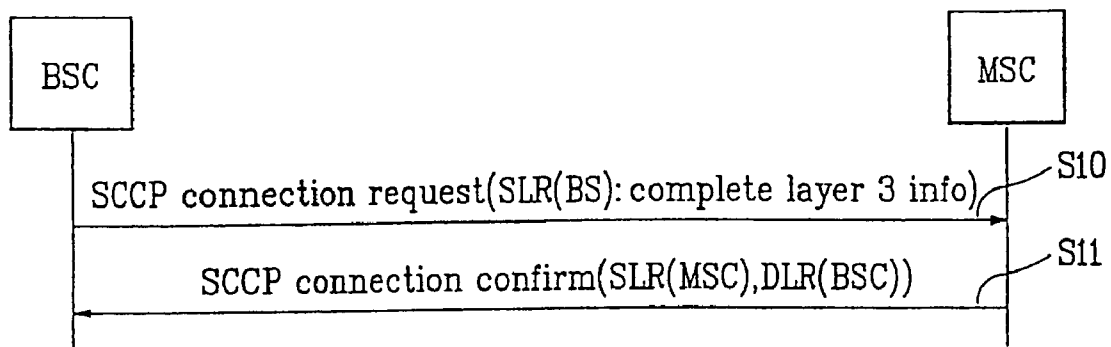 BSC
MSC
SCCP connection request(SLR(BS): complete layer 3 info)
S10
SCCP connection confirm(SLR(MSC),DLR(BSC))
S11